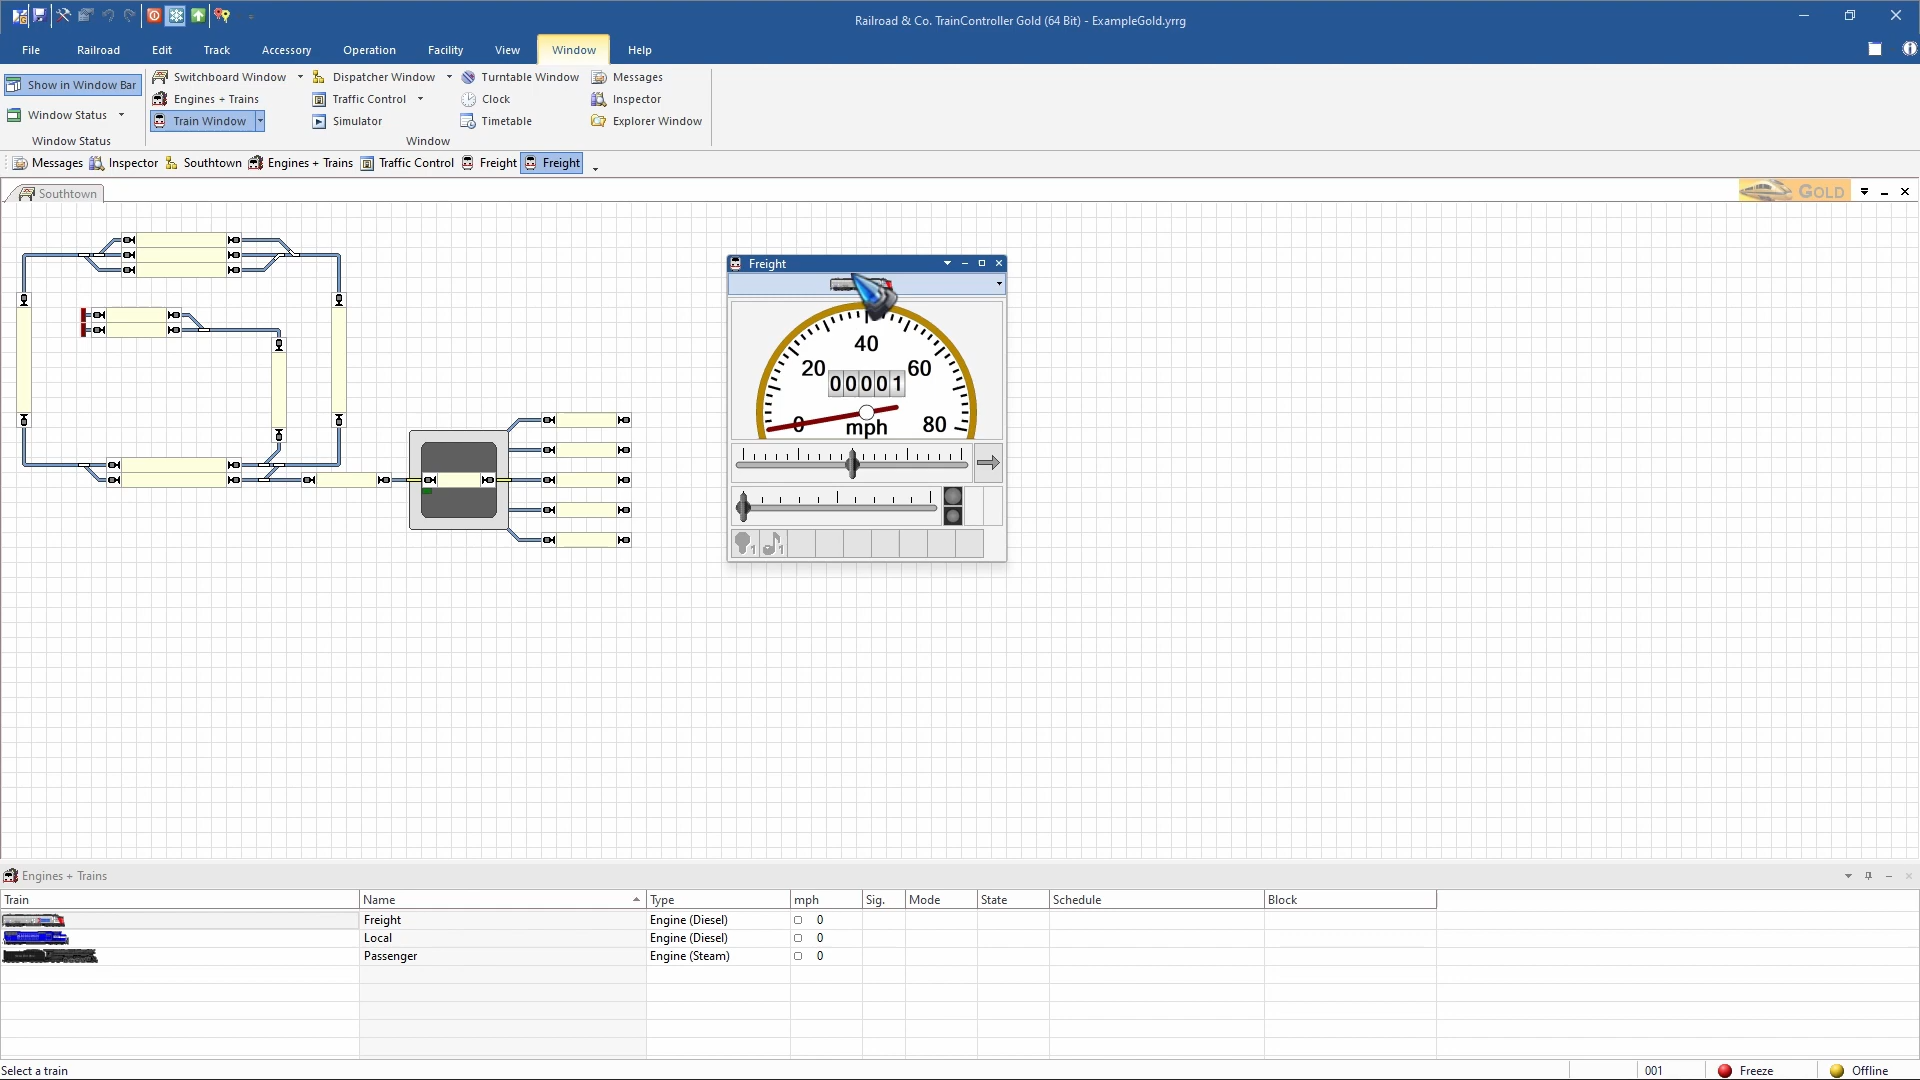 Railroad & Co. TrainController Gold (64 Bit) - ExampleGold.yrrg
File Railroad Edit Track Accessory Operation Facility View Window Help
Show in Window Bar
Window Status
Window Status
Switchboard Window Dispatcher Window Turntable Window Messages
Engines + Trains Traffic Control Clock Inspector
Train Window Simulator Timetable Explorer Window
Window
Messages Inspector Southtown Engines + Trains Traffic Control Freight Freight
Southtown
GOLD
Freight
40
20 60
00001
0 mph 80
1 1
Engines + Trains
Train Name Type mph Sig. Mode State Schedule Block
Freight Engine (Diesel) 0
Local Engine (Diesel) 0
Passenger Engine (Steam) 0
Select a train 001 Freeze Offline